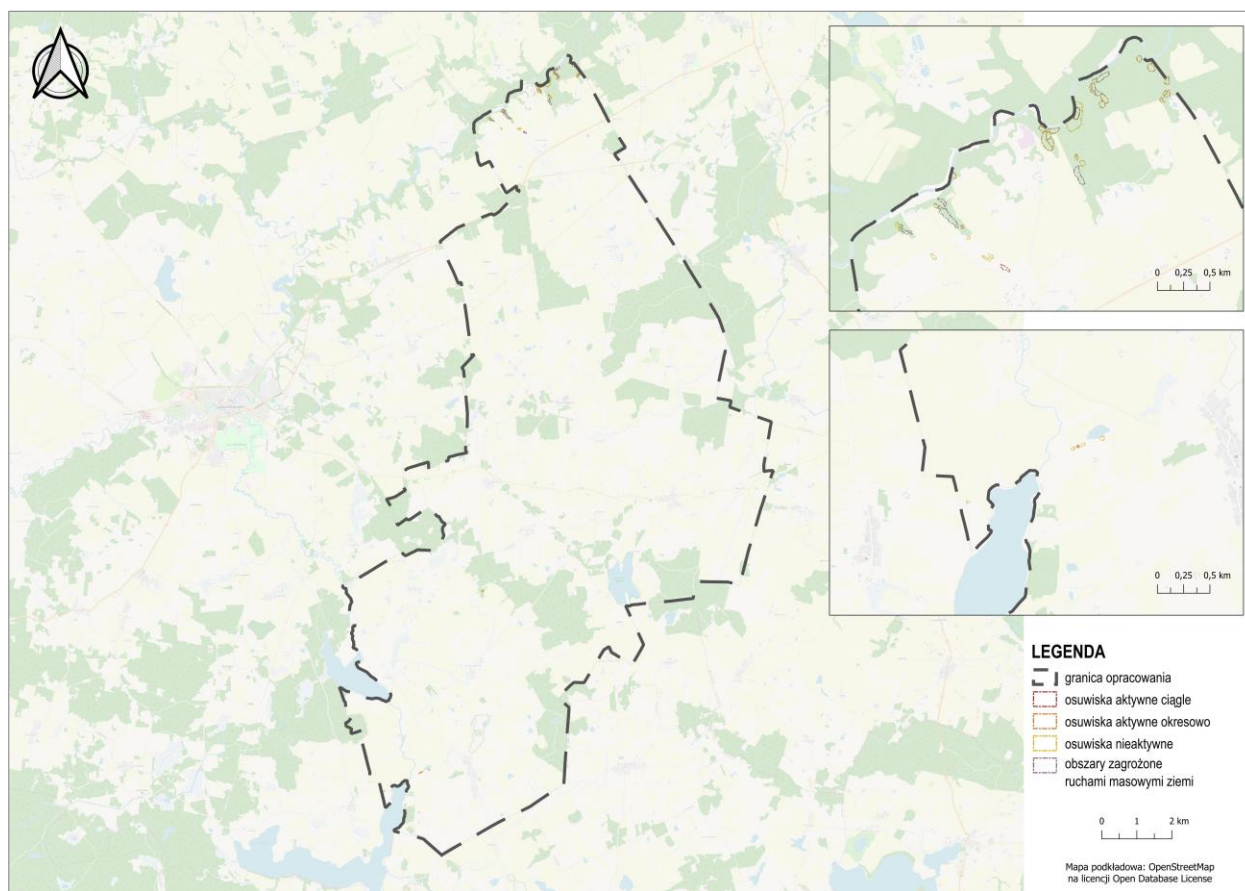 0 0,25 0,5 km
0 0,25 0,5 km
LEGENDA
granica opracowania
osuwiska aktywne ciągle
osuwiska aktywne okresowo
osuwiska nieaktywne
obszary zagrożone
ruchami masowymi ziemi
0 1 2 km
Mapa podkładowa: OpenStreetMap
na licencji Open Database License